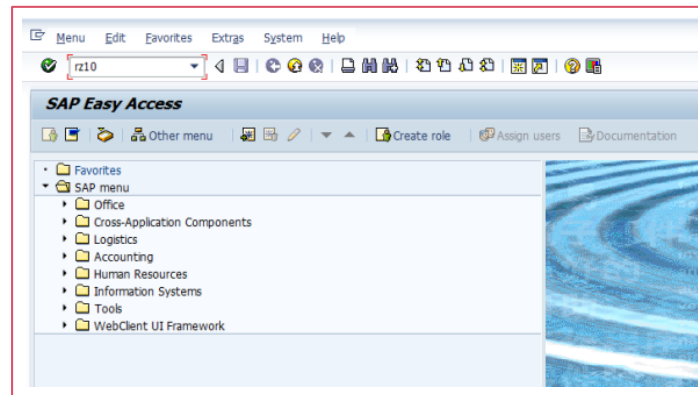 Menu Edit Favorites Extras System Help
rz10
SAP Easy Access
Other menu Create role Assign users Documentation
Favorites
SAP menu
Office
Cross-Application Components
Logistics
Accounting
Human Resources
Information Systems
Tools
WebClient UI Framework